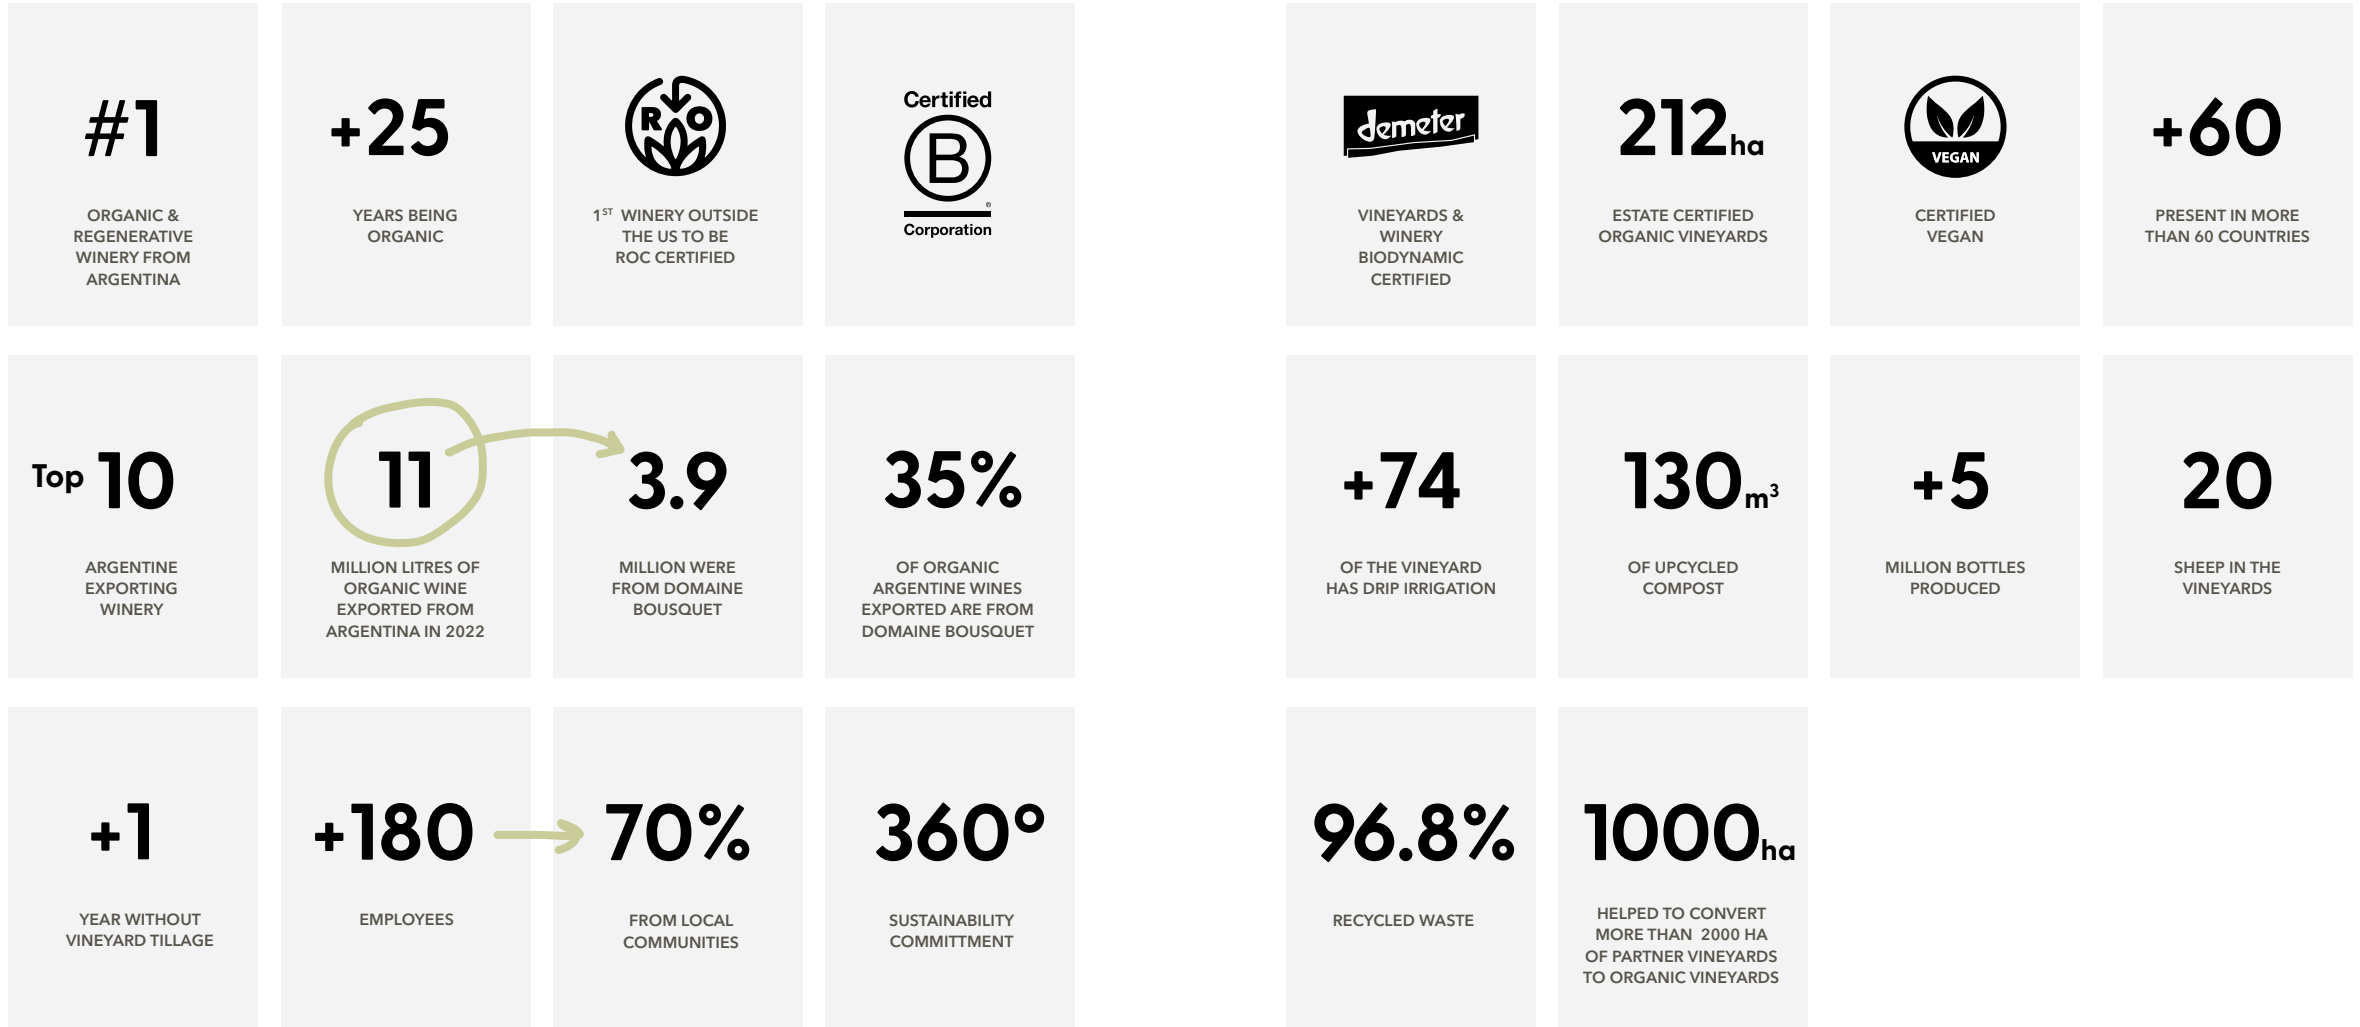 #1
ORGANIC &
REGENERATIVE
WINERY FROM
ARGENTINA
+25
YEARS BEING
ORGANIC
R O
1ST WINERY OUTSIDE
THE US TO BE
ROC CERTIFIED
Certified
B
®
Corporation
demeter
VINEYARDS &
WINERY
BIODYNAMIC
CERTIFIED
212ha
ESTATE CERTIFIED
ORGANIC VINEYARDS
VEGAN
CERTIFIED
VEGAN
+60
PRESENT IN MORE
THAN 60 COUNTRIES
Top 10
ARGENTINE
EXPORTING
WINERY
11
MILLION LITRES OF
ORGANIC WINE
EXPORTED FROM
ARGENTINA IN 2022
3.9
MILLION WERE
FROM DOMAINE
BOUSQUET
35%
OF ORGANIC
ARGENTINE WINES
EXPORTED ARE FROM
DOMAINE BOUSQUET
+74
OF THE VINEYARD
HAS DRIP IRRIGATION
130m³
OF UPCYCLED
COMPOST
+5
MILLION BOTTLES
PRODUCED
20
SHEEP IN THE
VINEYARDS
+1
YEAR WITHOUT
VINEYARD TILLAGE
+180
EMPLOYEES
70%
FROM LOCAL
COMMUNITIES
360°
SUSTAINABILITY
COMMITTMENT
96.8%
RECYCLED WASTE
1000ha
HELPED TO CONVERT
MORE THAN 2000 HA
OF PARTNER VINEYARDS
TO ORGANIC VINEYARDS